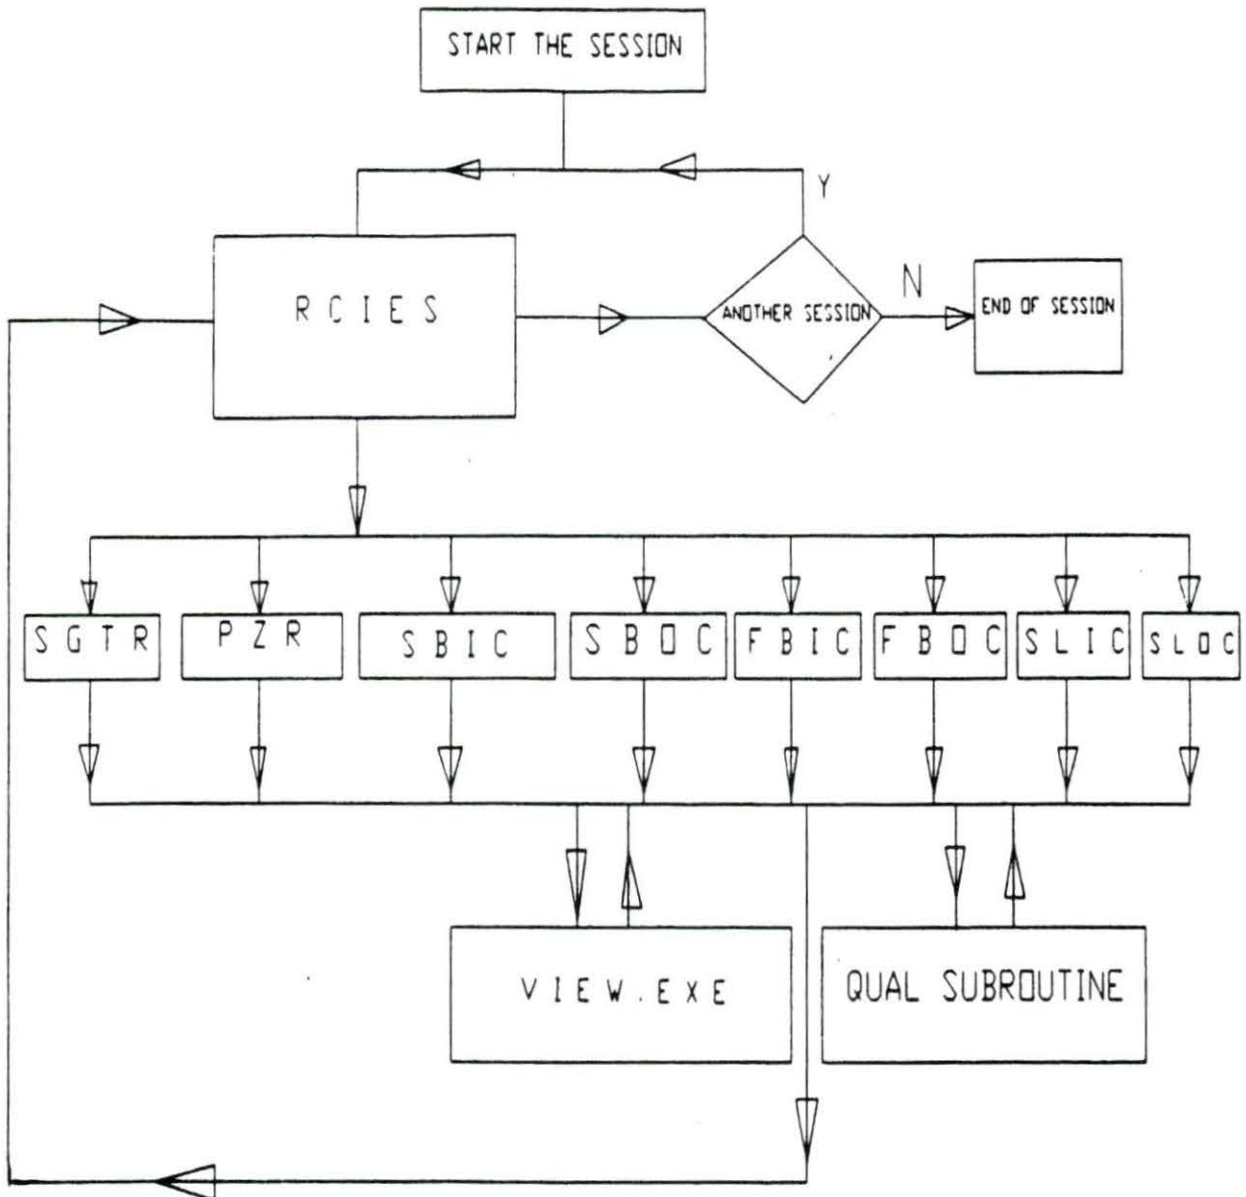 START THE SESSION
Y
RCIES
ANOTHER SESSION
N
END OF SESSION
SGTR
PZR
SBIC
SBOC
FBIC
FBOC
SLIC
SLOC
VIEW.EXE
QUAL SUBROUTINE